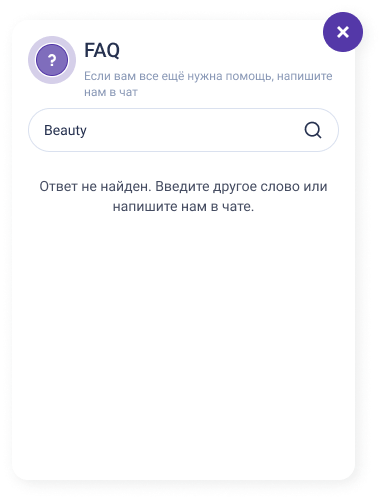 ?
FAQ
Если вам все ещё нужна помощь, напишите
нам в чат
Beauty
Ответ не найден. Введите другое слово или
напишите нам в чате.